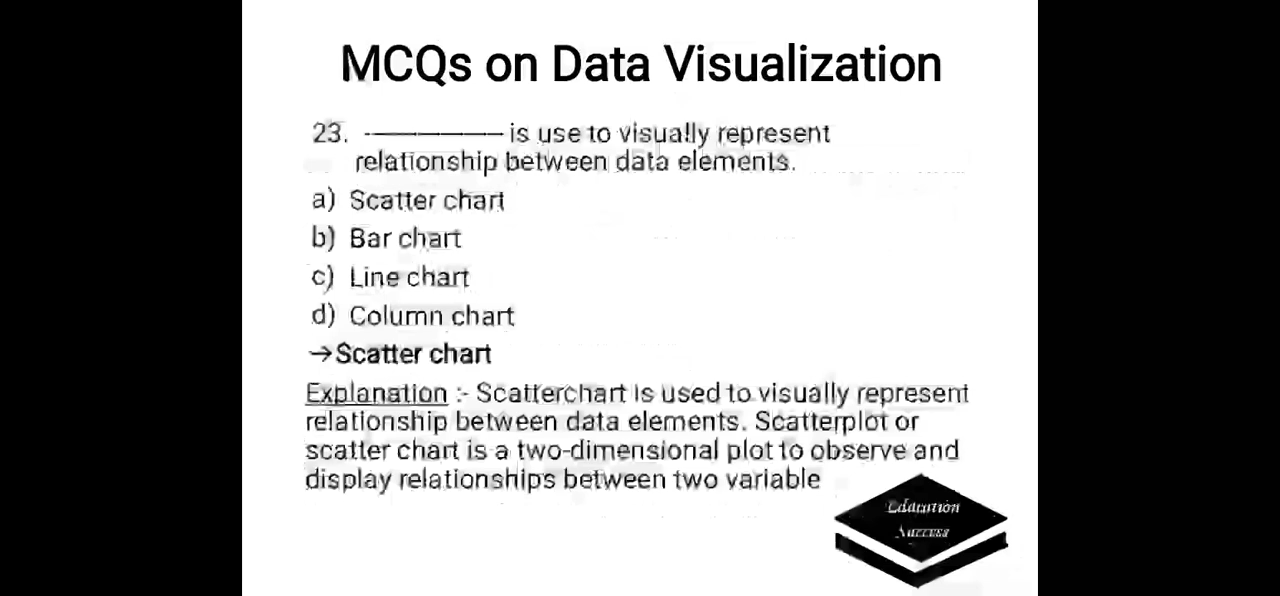 MCQs on Data Visualization
23. ———— is use to visually represent
relationship between data elements.
a) Scatter chart
b) Bar chart
c) Line chart
d) Column chart
→Scatter chart
Explanation :- Scatterchart is used to visually represent
relationship between data elements. Scatterplot or
scatter chart is a two-dimensional plot to observe and
display relationships between two variable
Education
Success